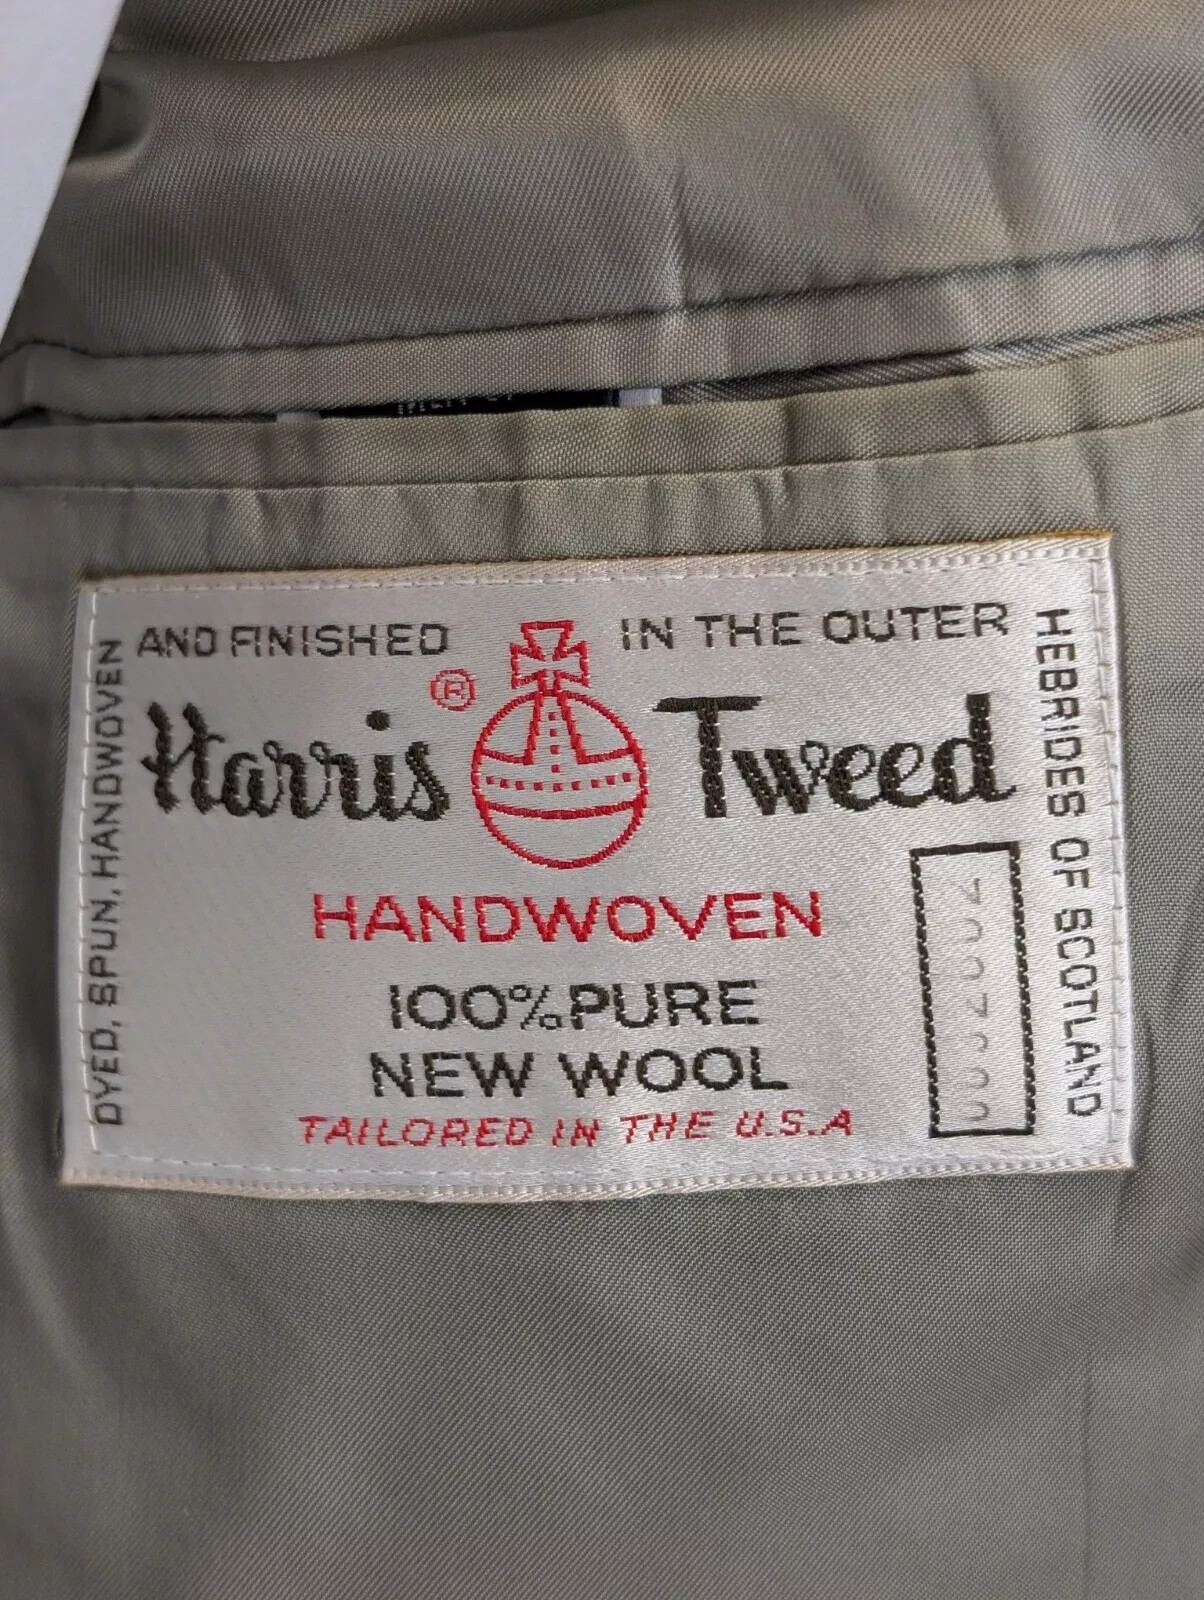 DYED, SPUN, HANDWOVEN
AND FINISHED
IN THE OUTER
HEBRIDES OF SCOTLAND
Harris ® Tweed
HANDWOVEN
100% PURE
NEW WOOL
TAILORED IN THE U.S.A